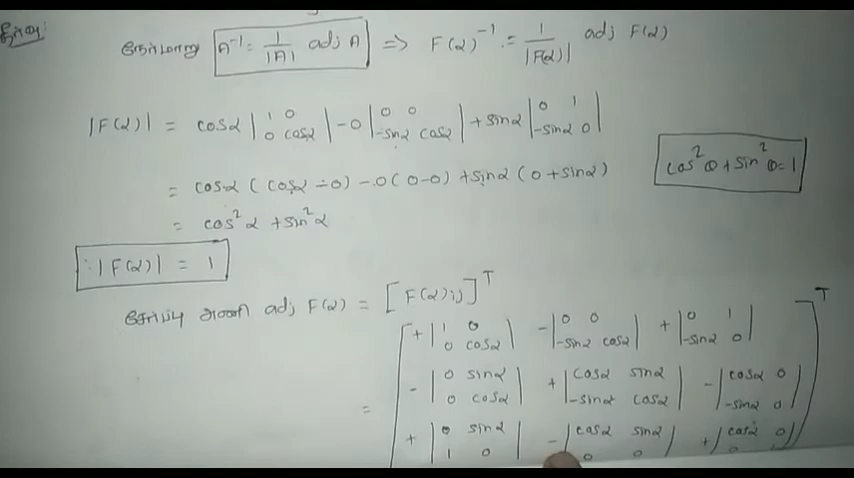 தீர்வு:
நேர்மாறு A⁻¹ = 1/|A| adj A => F(α)⁻¹ = 1/|F(α)| adj F(α)
|F(α)| = cosα |1 0; 0 cosα| - 0 |0 0; -sinα cosα| + sinα |0 1; -sinα 0|
= cosα (cosα - 0) - 0(0-0) + sinα (0 + sinα)
cos²θ + sin²θ = 1
= cos²α + sin²α
∴ |F(α)| = 1
சேர்ப்பு அணி adj F(α) = [F(α)ij]ᵀ
= [+|1 0; 0 cosα| -|0 0; -sinα cosα| +|0 1; -sinα 0|
-|0 sinα; 0 cosα| +|cosα sinα; -sinα cosα| -|cosα 0; -sinα 0|
+|0 sinα; 1 0| -|cosα sinα; 0 0| +|cosα 0; 0]ᵀ